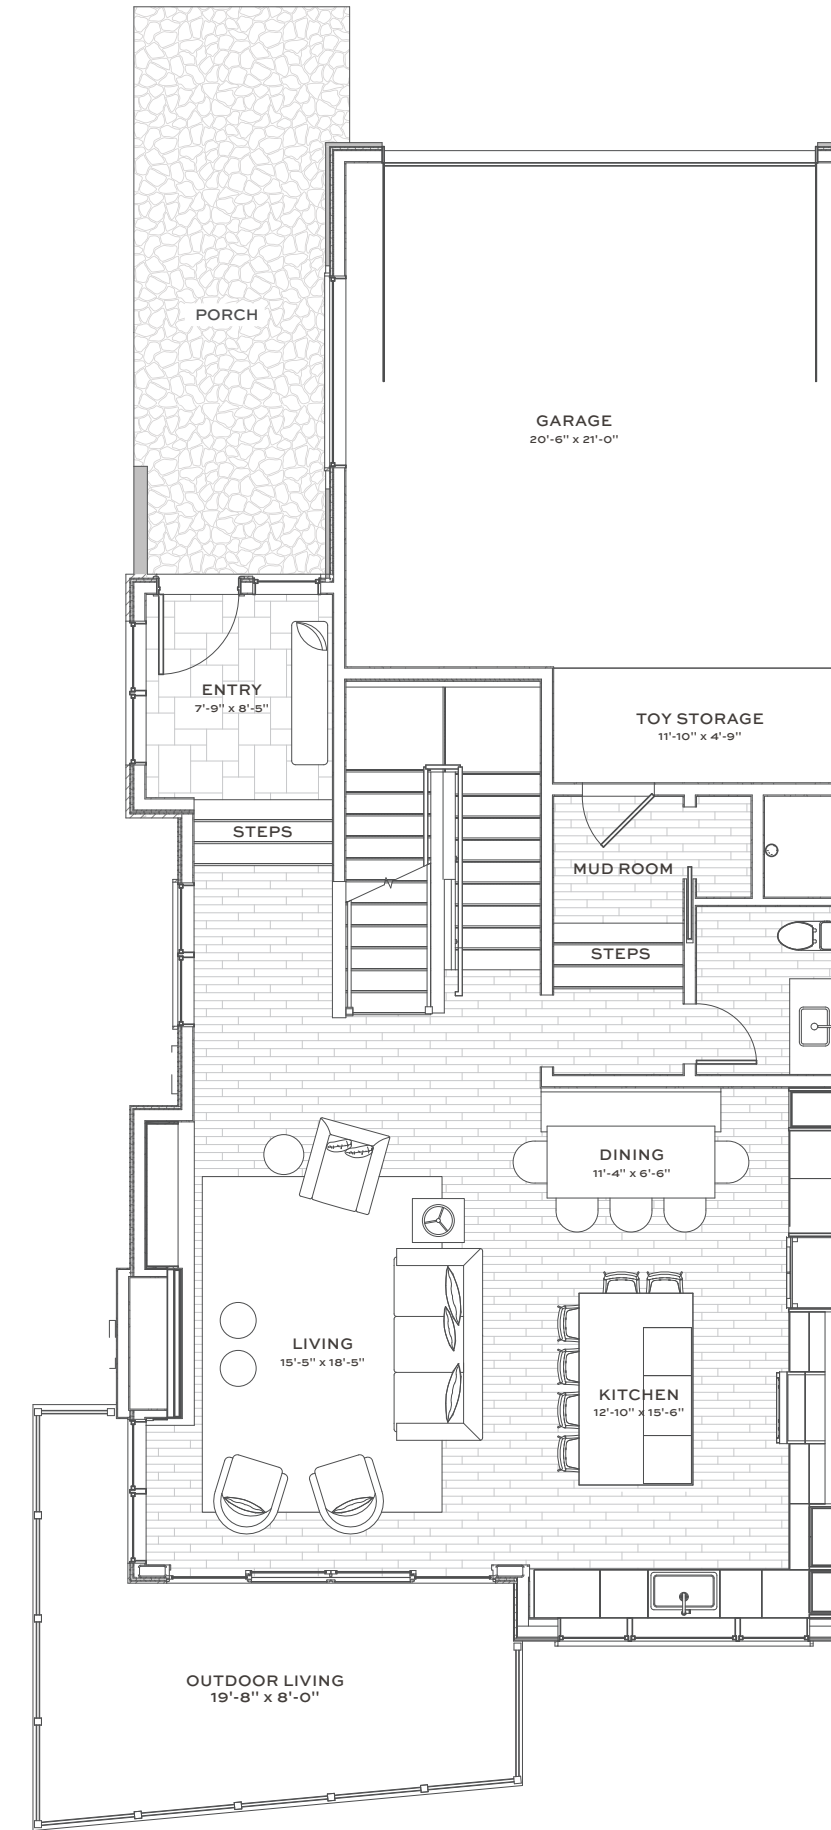 PORCH
GARAGE
20'-6" x 21'-0"
ENTRY
7'-9" x 8'-5"
TOY STORAGE
11'-10" x 4'-9"
STEPS
MUD ROOM
STEPS
DINING
11'-4" x 6'-6"
LIVING
15'-5" x 18'-5"
KITCHEN
12'-10" x 15'-6"
OUTDOOR LIVING
19'-8" x 8'-0"